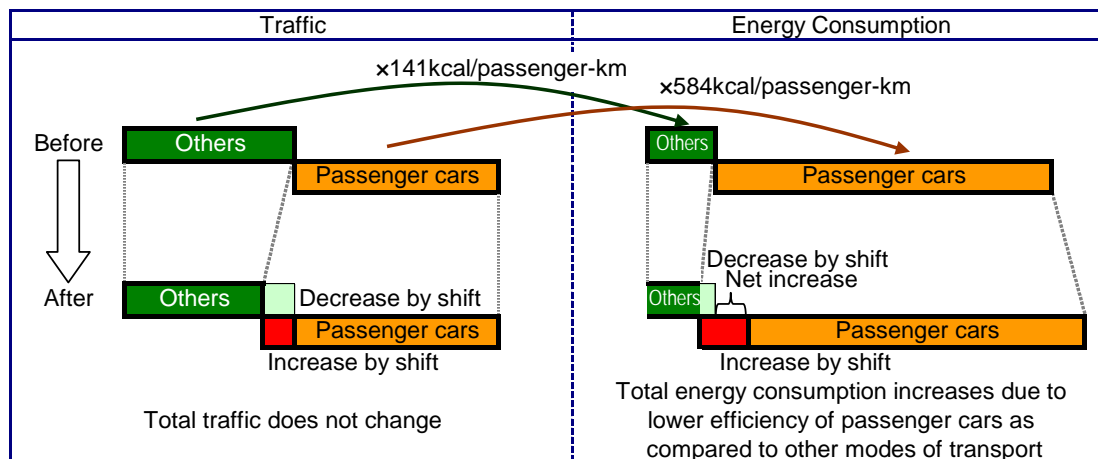 Traffic
Energy Consumption
×141kcal/passenger-km
×584kcal/passenger-km
Before
Others
Passenger cars
Others
Passenger cars
After
Others
Decrease by shift
Passenger cars
Increase by shift
Decrease by shift
Net increase
Others
Passenger cars
Increase by shift
Total traffic does not change
Total energy consumption increases due to
lower efficiency of passenger cars as
compared to other modes of transport